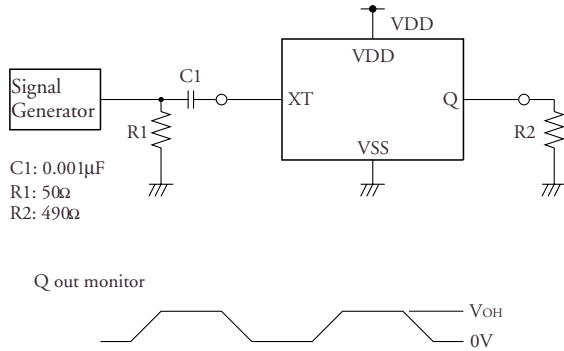 VDD
VDD
Signal
Generator
C1
XT
Q
R1
R2
VSS
C1: 0.001μF
R1: 50Ω
R2: 490Ω
Q out monitor
VOH
0V